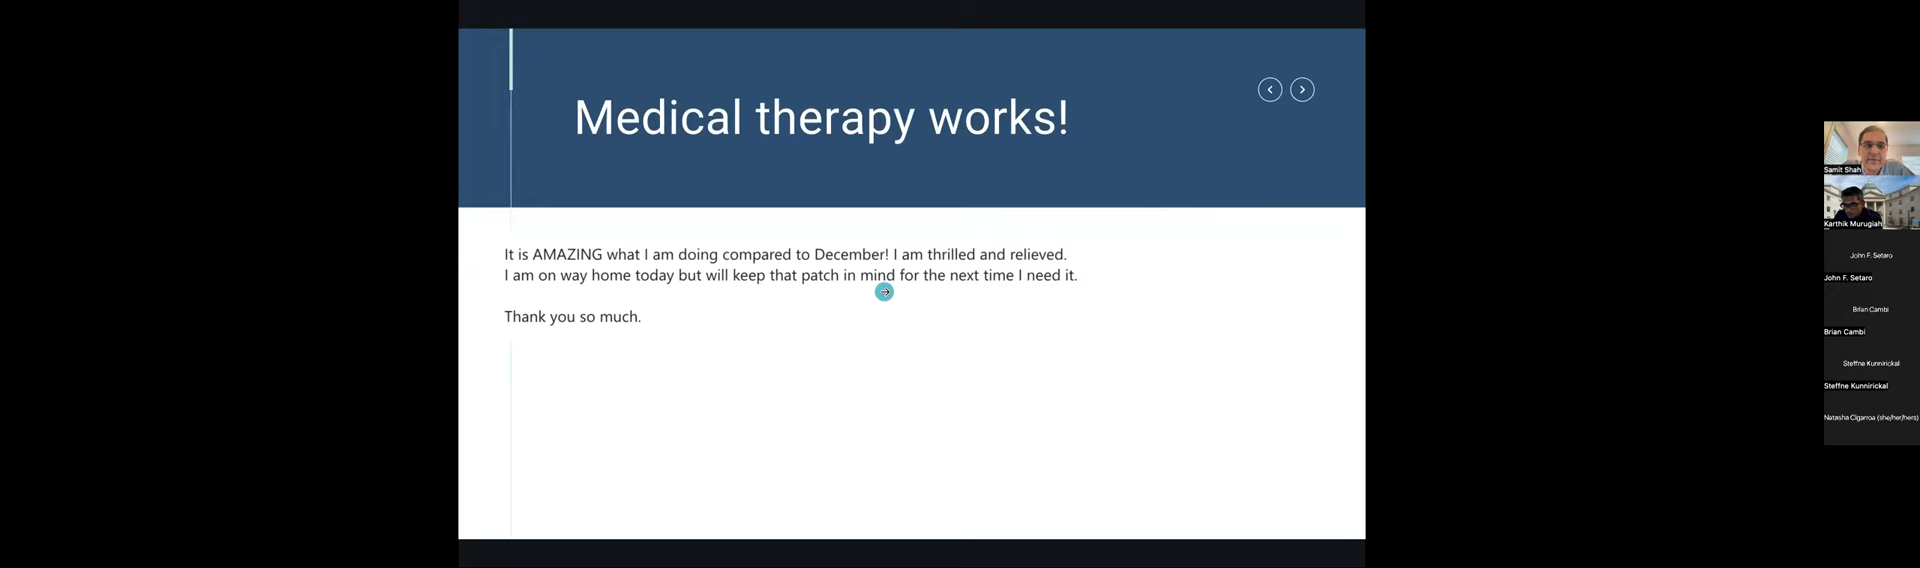 Medical therapy works!
It is AMAZING what I am doing compared to December! I am thrilled and relieved.
I am on way home today but will keep that patch in mind for the next time I need it.
Thank you so much.
Samit Shah
Karthik Murugiah
John F. Setaro
John F. Setaro
Brian Cambi
Brian Cambi
Steffne Kunnirickal
Steffne Kunnirickal
Natasha Cigarroa (she/her/hers)